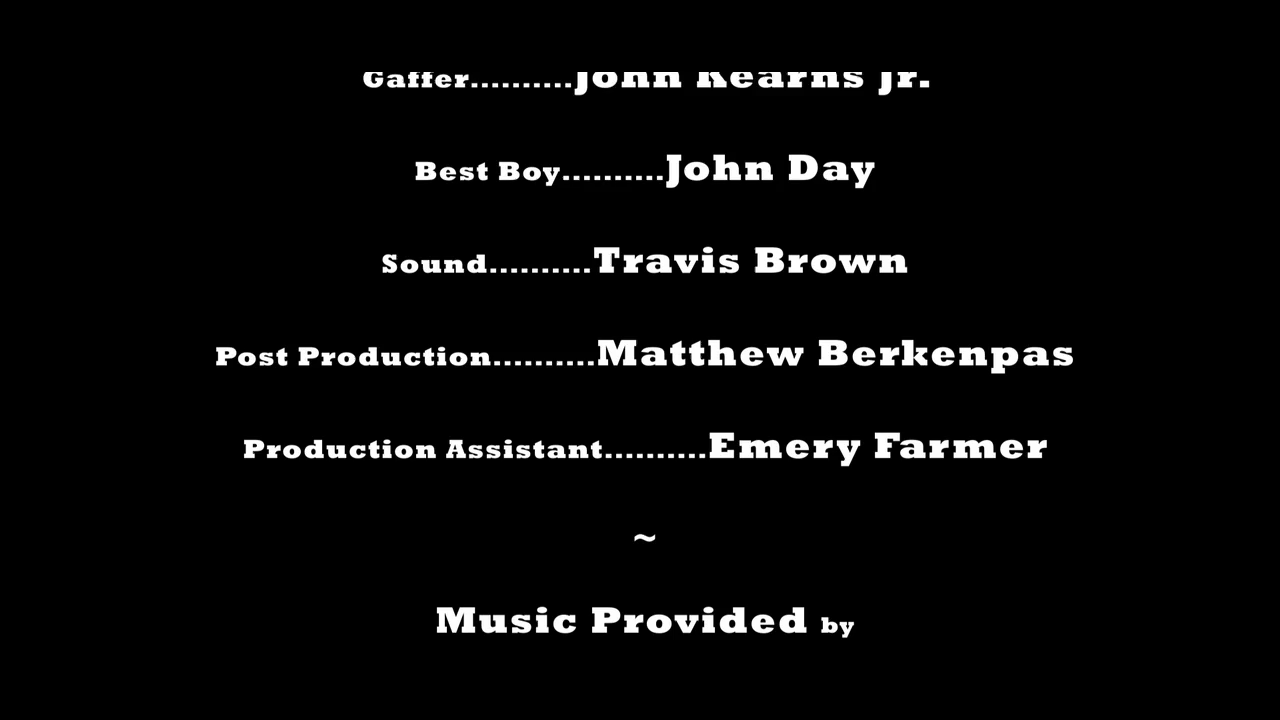 Gaffer..........John Kearns Jr.
Best Boy..........John Day
Sound..........Travis Brown
Post Production..........Matthew Berkenpas
Production Assistant..........Emery Farmer
~
Music Provided by